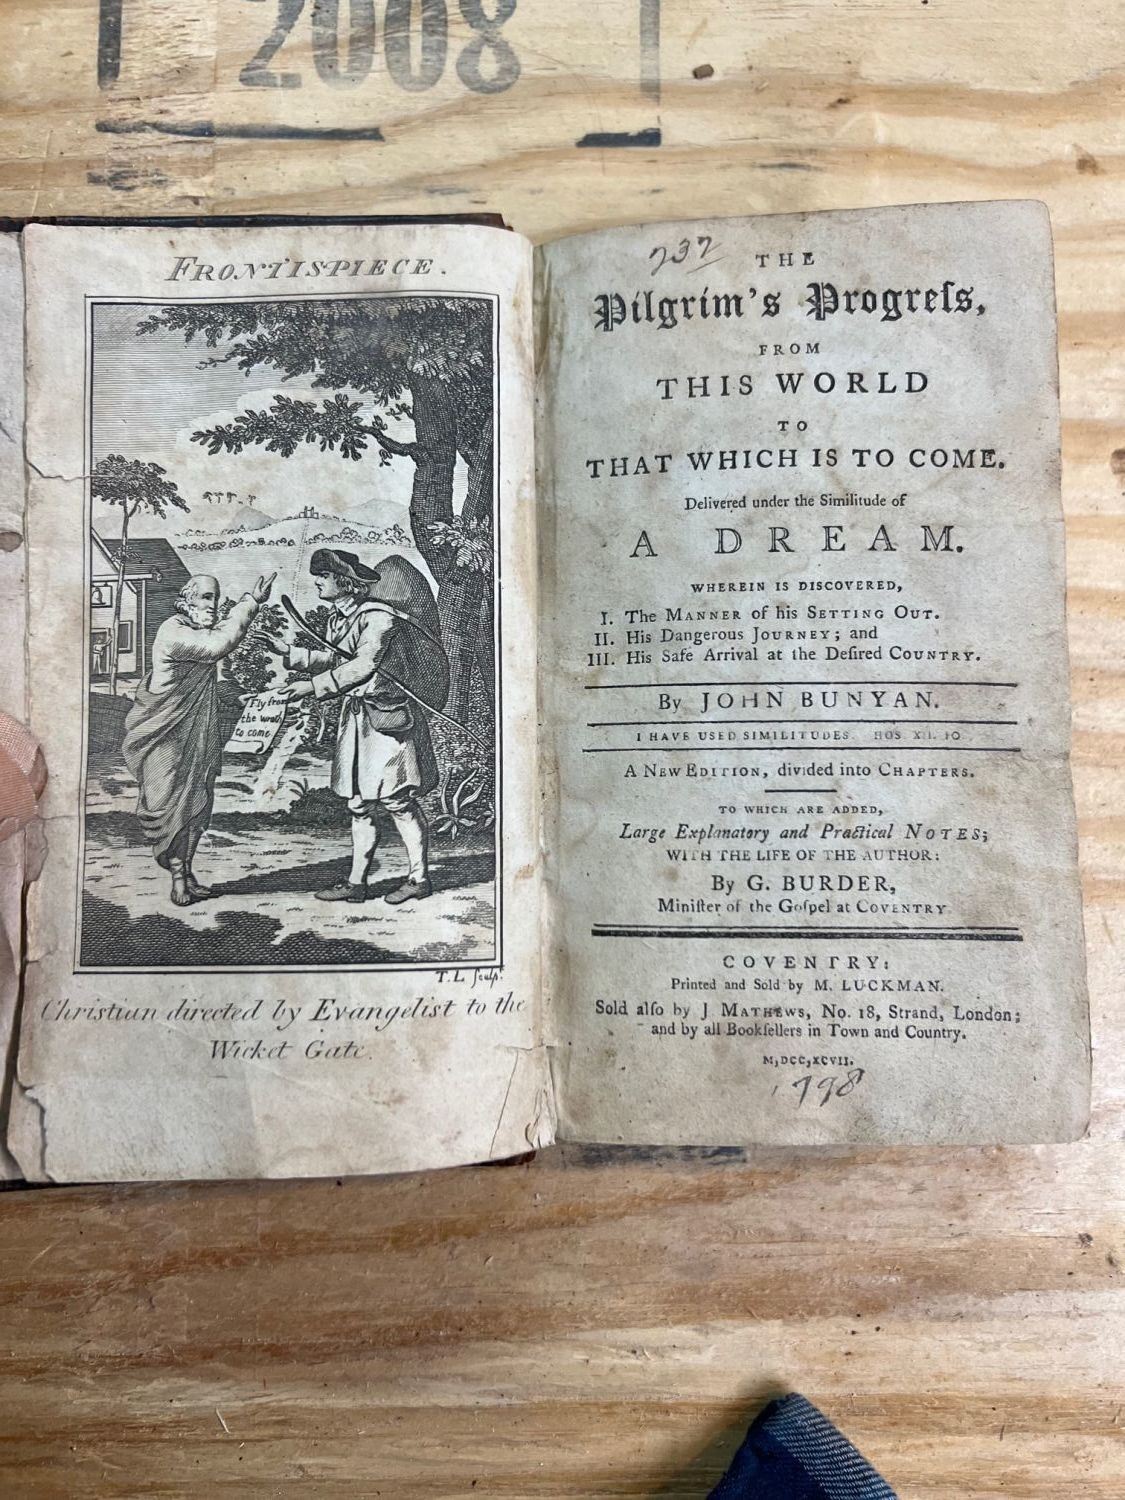 2008
FRONTISPIECE.
Fly from
the wrath
to come
T. L sculpt.
Christian directed by Evangelist to the
Wicket Gate.
737
THE
Pilgrim's Progreſs,
FROM
THIS WORLD
TO
THAT WHICH IS TO COME.
Delivered under the Similitude of
A DREAM.
WHEREIN IS DISCOVERED,
I. The MANNER of his SETTING OUT.
II. His Dangerous JOURNEY; and
III. His Safe Arrival at the Deſired COUNTRY.
By JOHN BUNYAN.
I HAVE USED SIMILITUDES. HOS. XII. 10
A NEW EDITION, divided into CHAPTERS.
TO WHICH ARE ADDED,
Large Explanatory and Practical NOTES;
WITH THE LIFE OF THE AUTHOR:
By G. BURDER,
Miniſter of the Goſpel at COVENTRY
COVENTRY:
Printed and Sold by M. LUCKMAN.
Sold alſo by J. MATHEWS, No. 18, Strand, London;
and by all Bookſellers in Town and Country.
M,DCC,XCVII.
1798